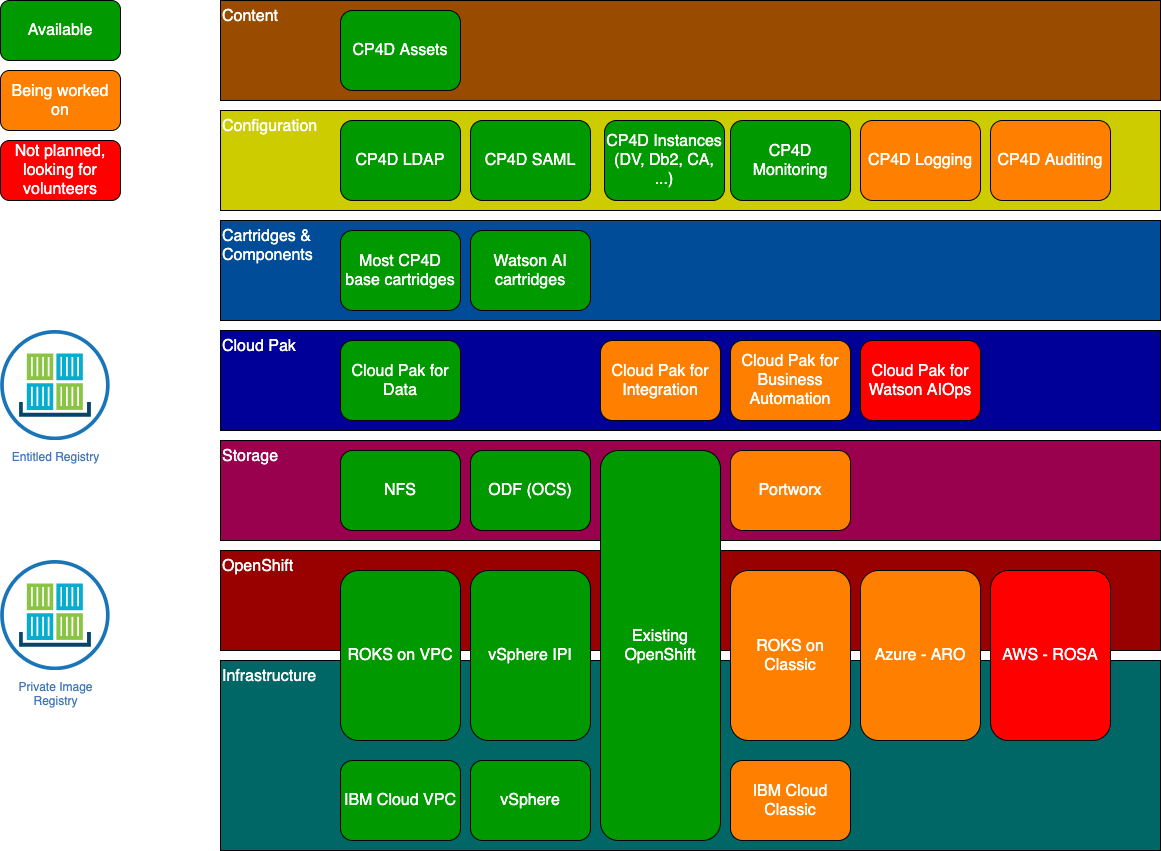 Available
Being worked
on
Not planned,
looking for
volunteers
Content
CP4D Assets
Configuration
CP4D LDAP
CP4D SAML
CP4D Instances
(DV, Db2, CA,
...)
CP4D
Monitoring
CP4D Logging
CP4D Auditing
Cartridges &
Components
Most CP4D
base cartridges
Watson AI
cartridges
Cloud Pak
Cloud Pak for
Data
Cloud Pak for
Integration
Cloud Pak for
Business
Automation
Cloud Pak for
Watson AIOps
Entitled Registry
Storage
NFS
ODF (OCS)
Portworx
OpenShift
Existing
OpenShift
ROKS on VPC
vSphere IPI
ROKS on
Classic
Azure - ARO
AWS - ROSA
Private Image
Registry
Infrastructure
IBM Cloud VPC
vSphere
IBM Cloud
Classic